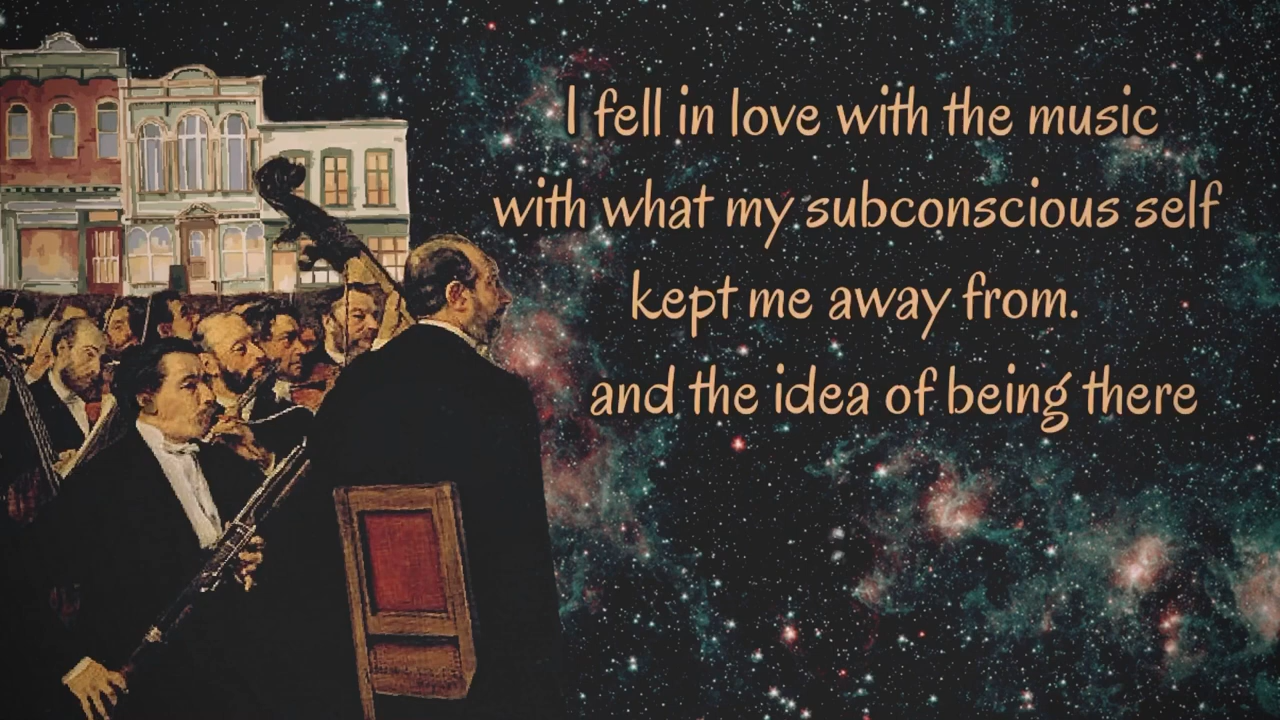 I fell in love with the music
with what my subconscious self
kept me away from.
and the idea of being there